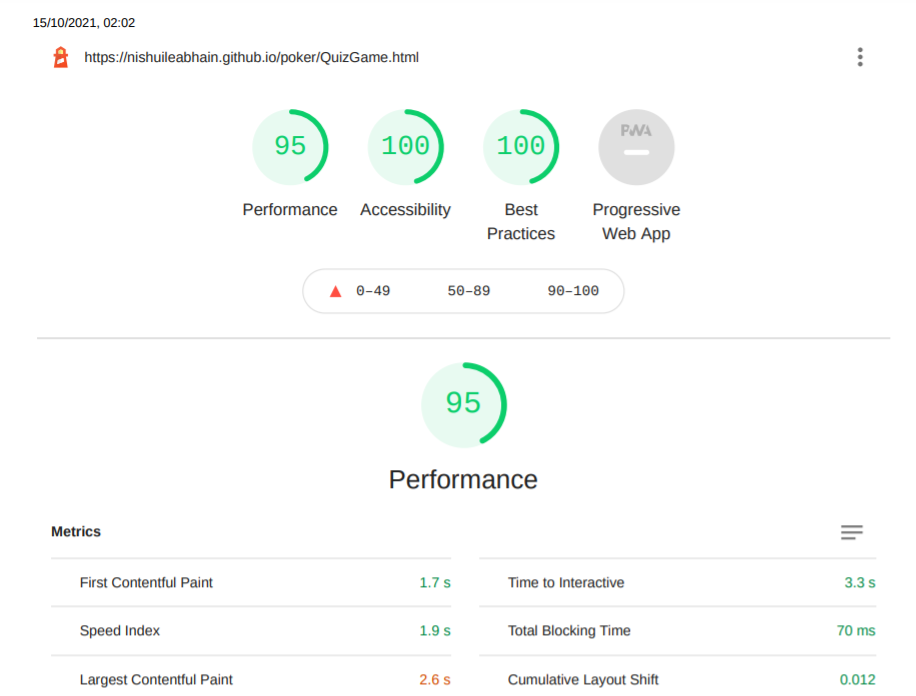 15/10/2021, 02:02
https://nishuileabhain.github.io/poker/QuizGame.html
95 100 100 PWA
Performance Accessibility Best Practices Progressive Web App
0–49 50–89 90–100
95
Performance
Metrics
First Contentful Paint 1.7 s Time to Interactive 3.3 s
Speed Index 1.9 s Total Blocking Time 70 ms
Largest Contentful Paint 2.6 s Cumulative Layout Shift 0.012